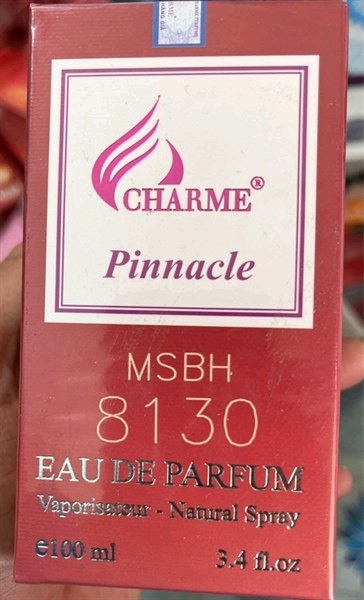 CHARME®
Pinnacle
MSBH
8130
EAU DE PARFUM
Vaporisateur - Natural Spray
℮100 ml
3.4 fl.oz